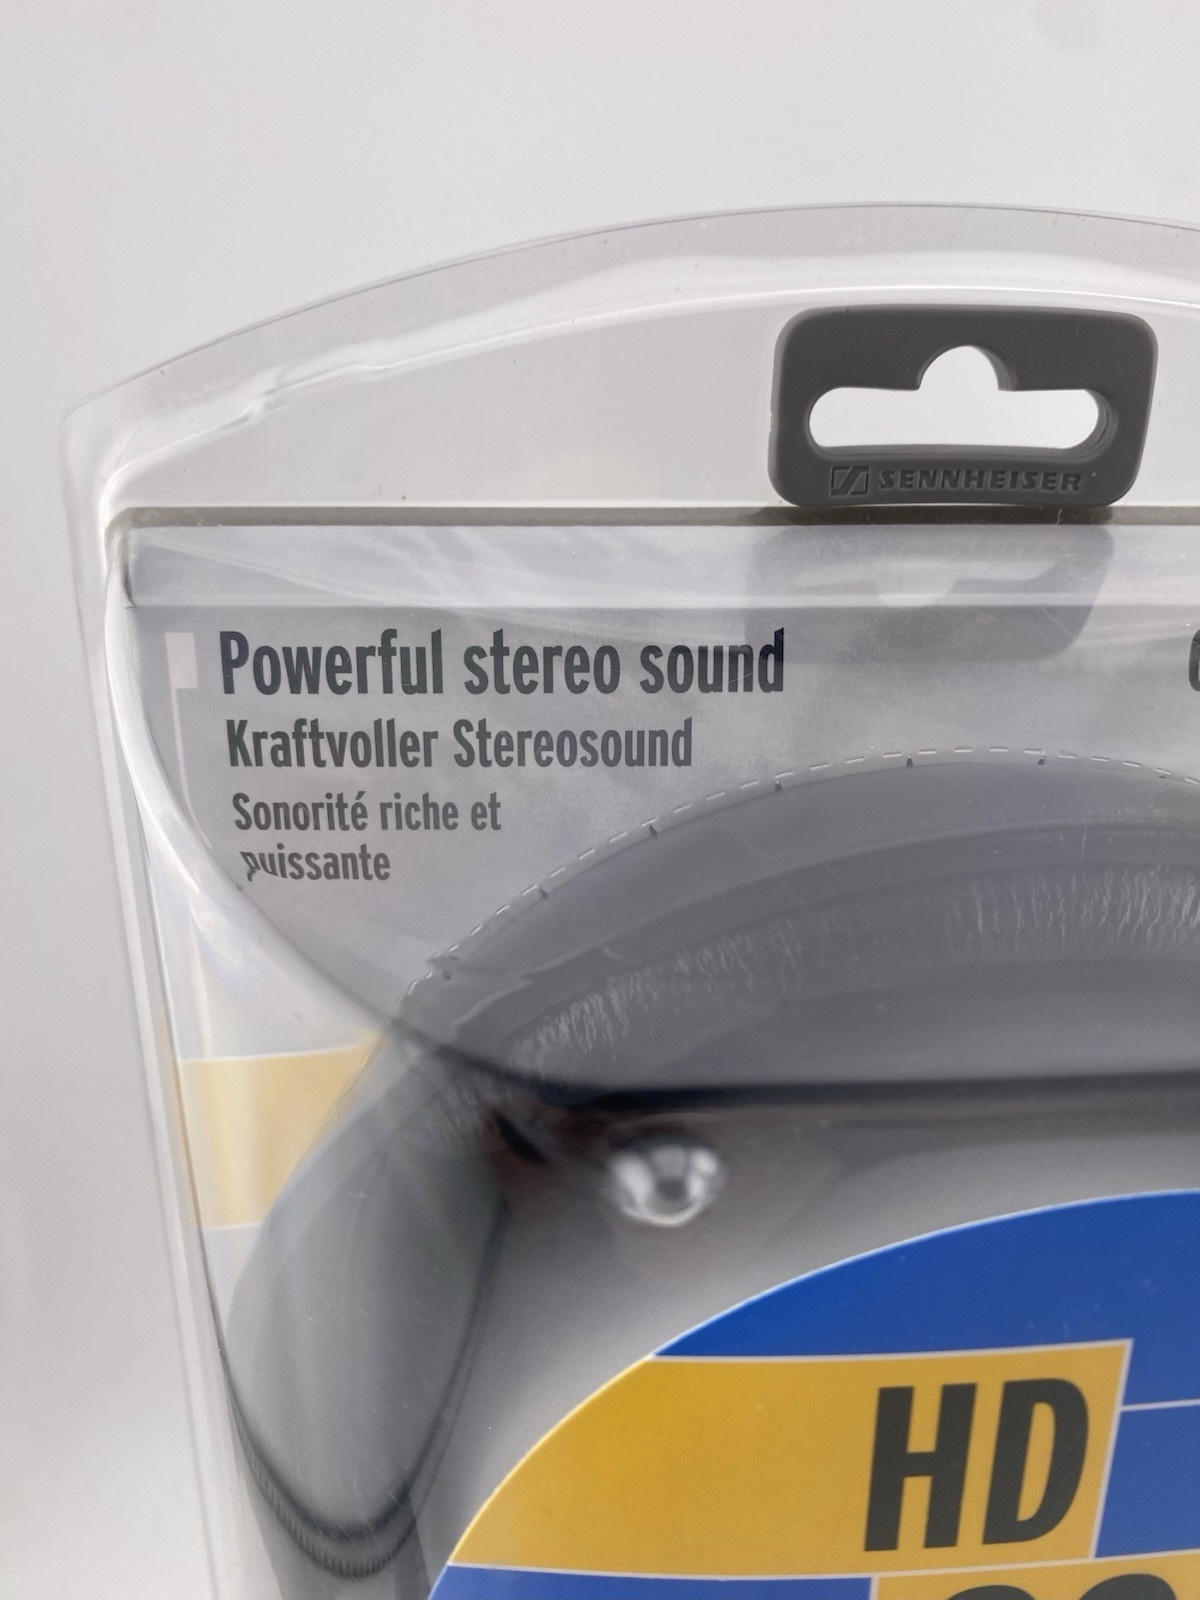 SENNHEISER
Powerful stereo sound
Kraftvoller Stereosound
Sonorité riche et
puissante
HD